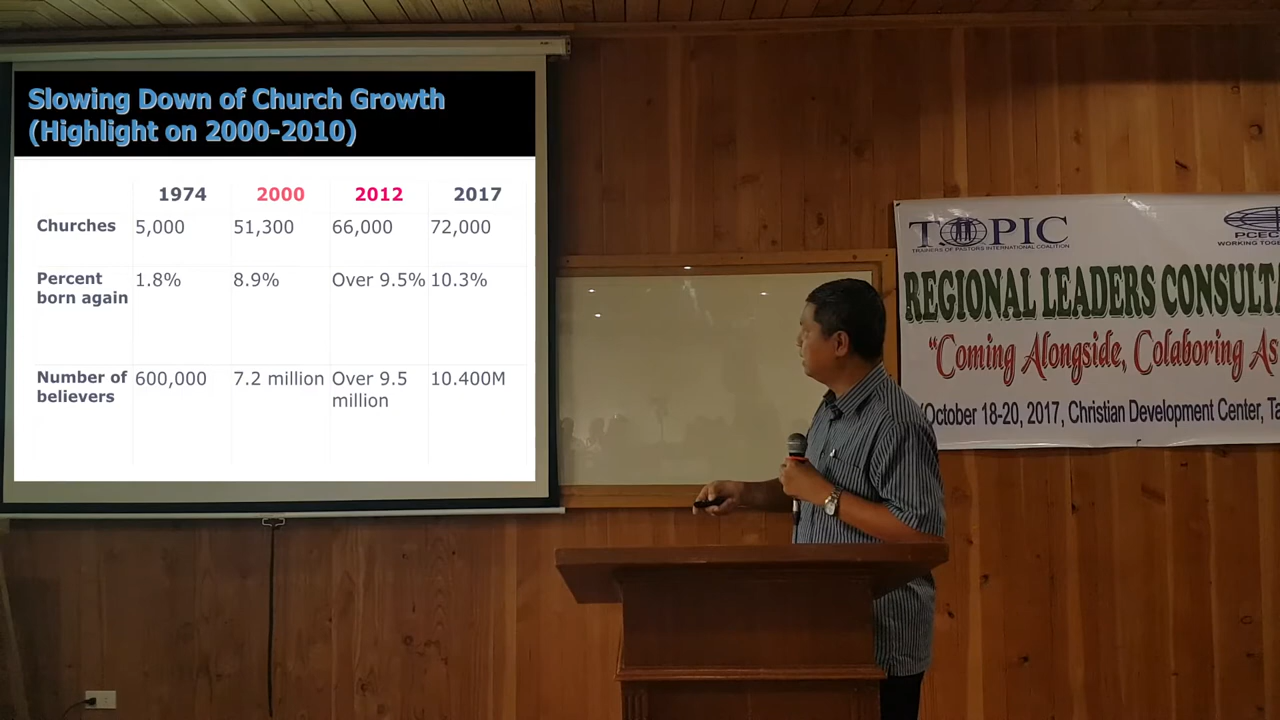 Slowing Down of Church Growth
(Highlight on 2000-2010)
1974 2000 2012 2017
Churches 5,000 51,300 66,000 72,000
Percent born again 1.8% 8.9% Over 9.5% 10.3%
Number of believers 600,000 7.2 million Over 9.5 million 10.400M
TOPIC
TRAINERS OF PASTORS INTERNATIONAL COALITION
PCEC
WORKING
REGIONAL LEADERS
"Coming Alongside, Colaboring As
October 18-20, 2017, Christian Development Center,